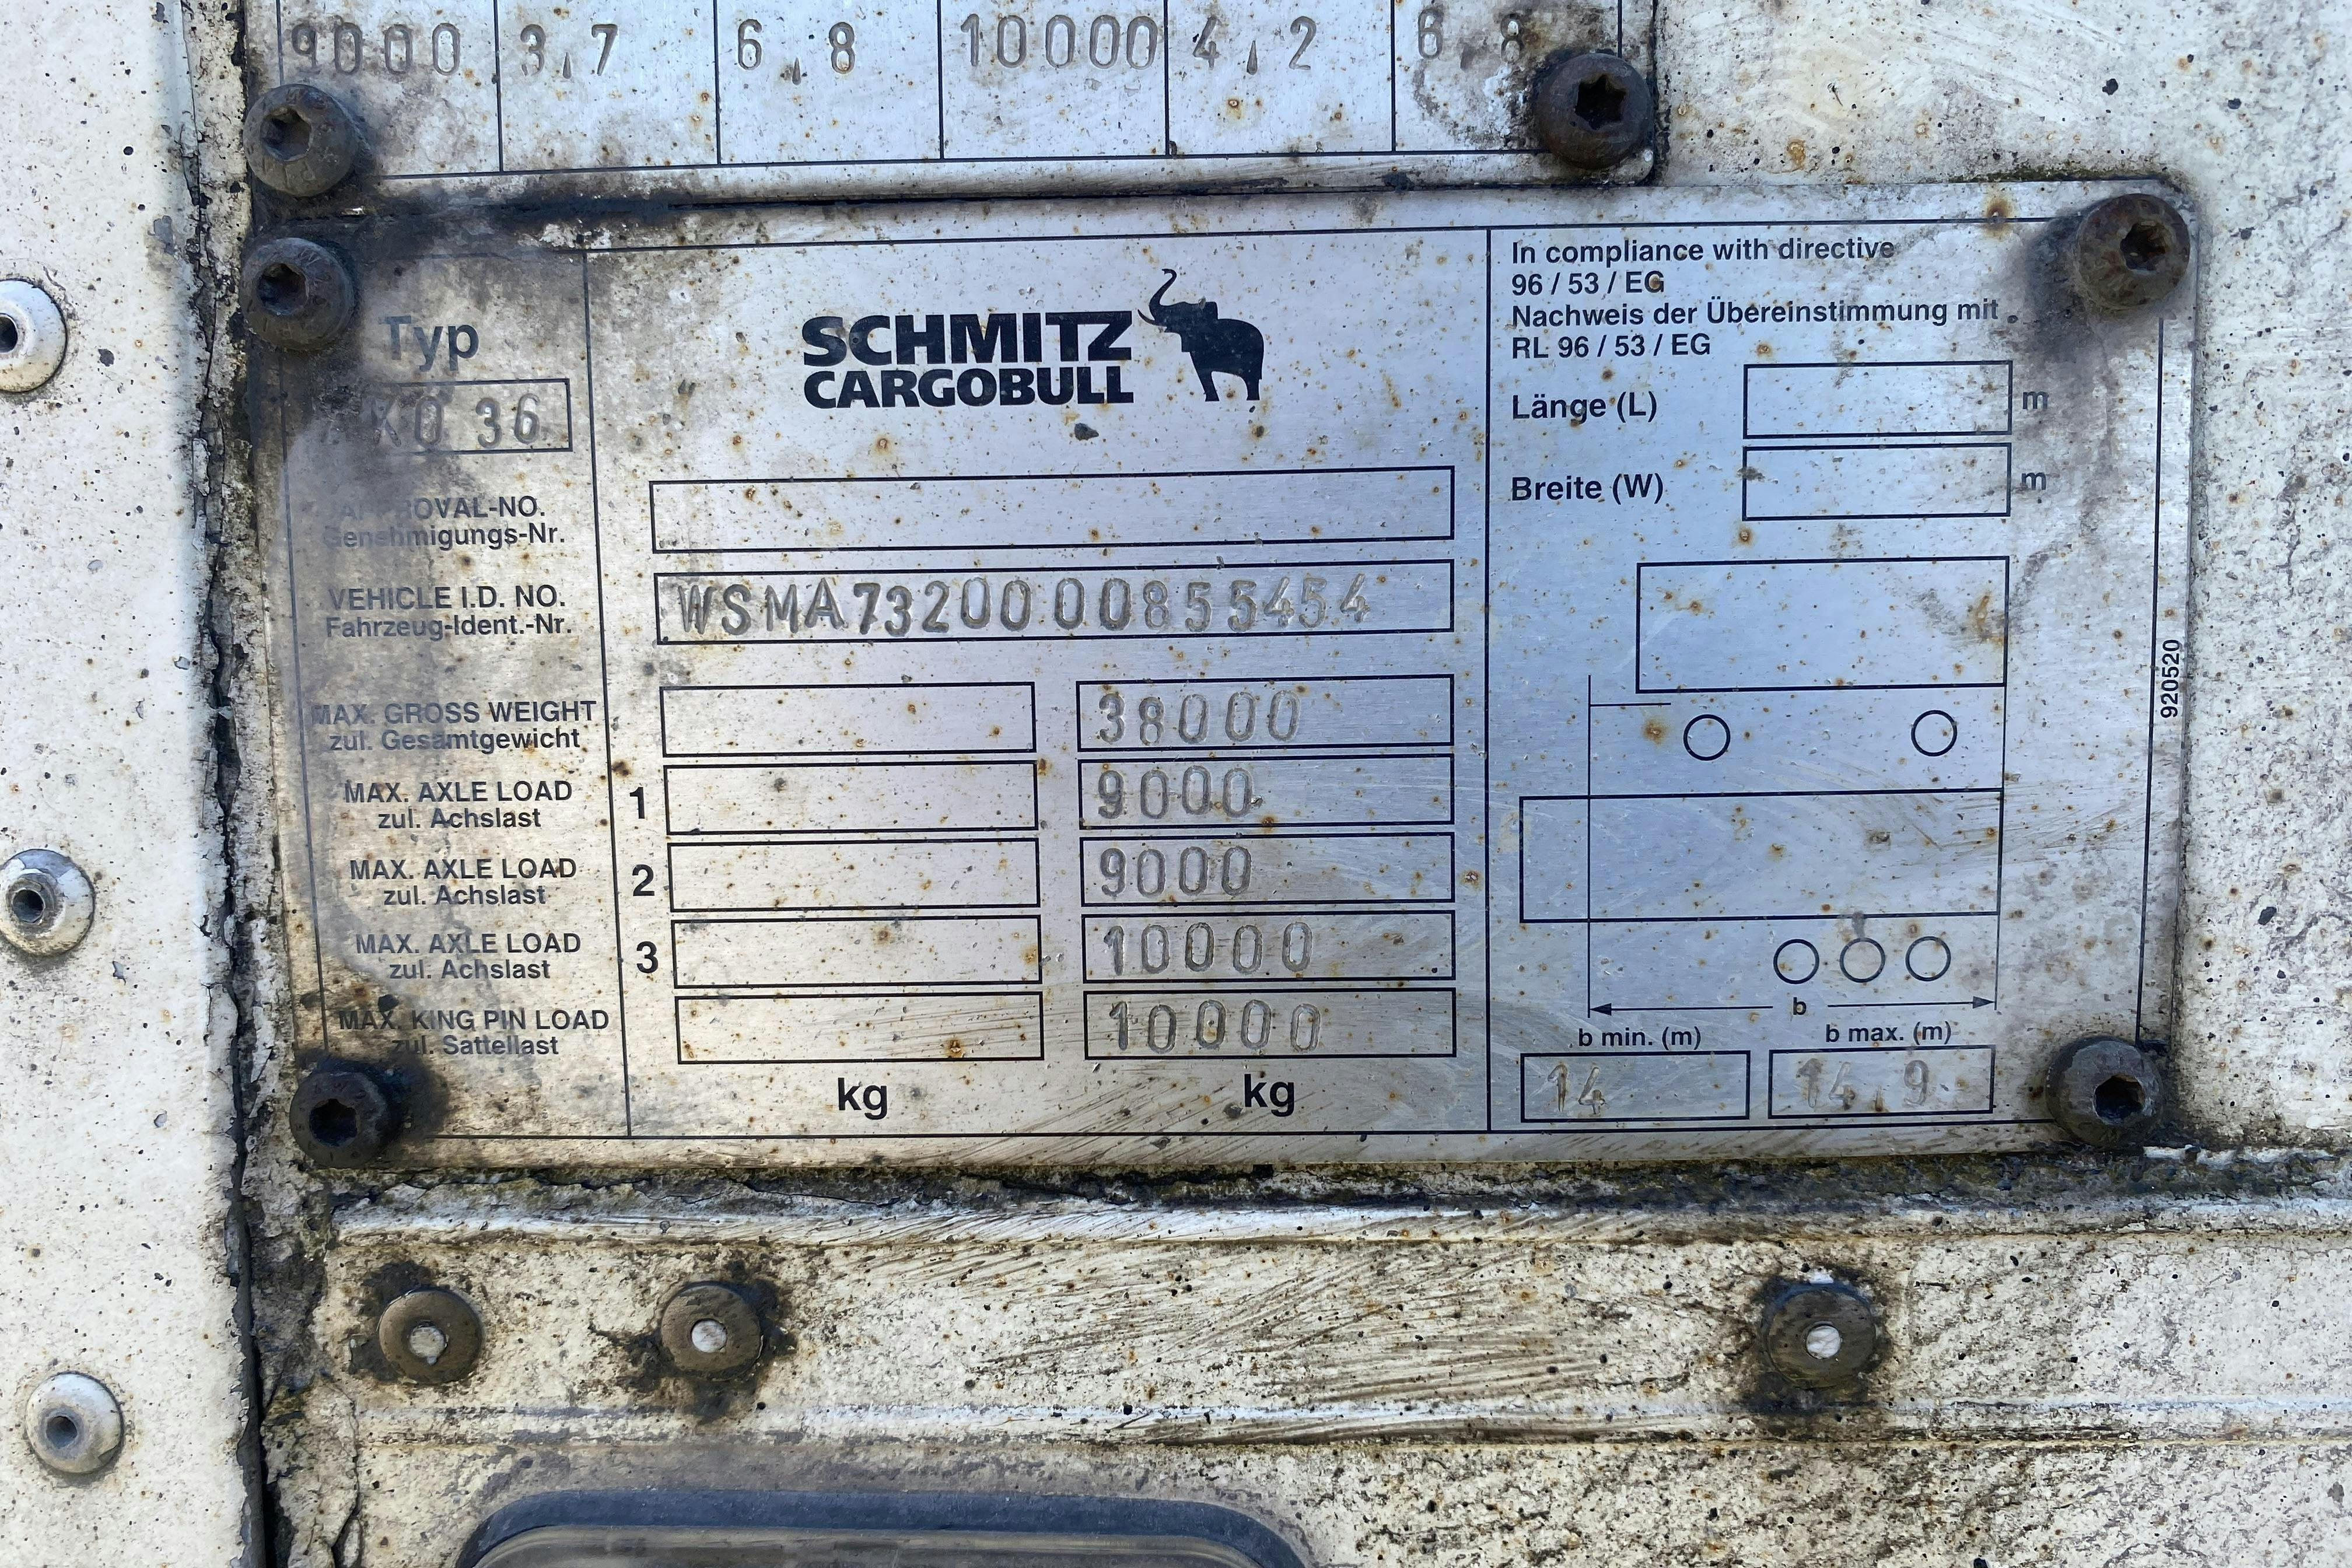 9000 3,7 6,8 10000 4,2 6,8
Typ
SCHMITZ
CARGOBULL
KO 36
APPROVAL-NO.
Genehmigungs-Nr.
VEHICLE I.D. NO.
Fahrzeug-Ident.-Nr.
WSMA7320000855454
MAX. GROSS WEIGHT
zul. Gesamtgewicht
38000
MAX. AXLE LOAD
zul. Achslast
1 9000
MAX. AXLE LOAD
zul. Achslast
2 9000
MAX. AXLE LOAD
zul. Achslast
3 10000
MAX. KING PIN LOAD
zul. Sattellast
10000
kg kg
In compliance with directive
96 / 53 / EG
Nachweis der Übereinstimmung mit
RL 96 / 53 / EG
Länge (L) m
Breite (W) m
b
b min. (m) b max. (m)
14 14,9
920520